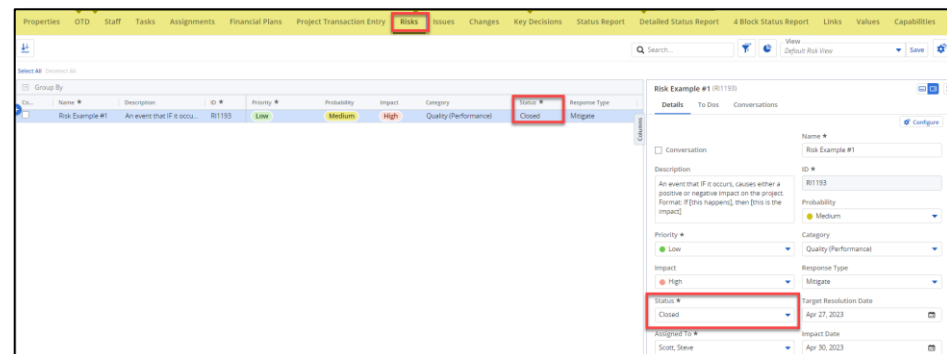 Properties OTD Staff Tasks Assignments Financial Plans Project Transaction Entry Risks Issues Changes Key Decisions Status Report Detailed Status Report 4 Block Status Report Links Values Capabilities
Search... View
Default Risk View Save
Select All Deselect All
Group By
Co... Name * Description ID * Priority * Probability Impact Category Status * Response Type
Risk Example #1 An event that IF it occu... RI1193 Low Medium High Quality (Performance) Closed Mitigate
Columns
Risk Example #1 (RI1193)
Details To Dos Conversations
Configure
Name *
Conversation Risk Example #1
Description ID *
An event that IF it occurs, causes either a
positive or negative impact on the project.
Format: If [this happens], then [this is the
impact]
RI1193
Probability
Medium
Priority * Category
Low Quality (Performance)
Impact Response Type
High Mitigate
Status * Target Resolution Date
Closed Apr 27, 2023
Assigned To * Impact Date
Scott, Steve Apr 30, 2023